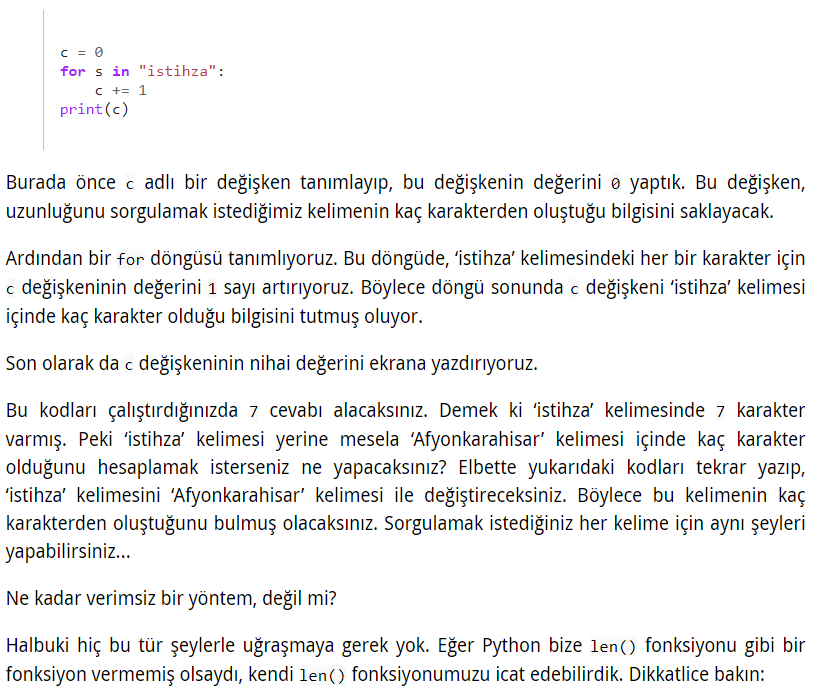 c = 0
for s in "istihza":
    c += 1
print(c)
Burada önce c adlı bir değişken tanımlayıp, bu değişkenin değerini 0 yaptık. Bu değişken,
uzunluğunu sorgulamak istediğimiz kelimenin kaç karakterden oluştuğu bilgisini saklayacak.
Ardından bir for döngüsü tanımlıyoruz. Bu döngüde, ‘istihza’ kelimesindeki her bir karakter için
c değişkeninin değerini 1 sayı artırıyoruz. Böylece döngü sonunda c değişkeni ‘istihza’ kelimesi
içinde kaç karakter olduğu bilgisini tutmuş oluyor.
Son olarak da c değişkeninin nihai değerini ekrana yazdırıyoruz.
Bu kodları çalıştırdığınızda 7 cevabı alacaksınız. Demek ki ‘istihza’ kelimesinde 7 karakter
varmış. Peki ‘istihza’ kelimesi yerine mesela ‘Afyonkarahisar’ kelimesi içinde kaç karakter
olduğunu hesaplamak isterseniz ne yapacaksınız? Elbette yukarıdaki kodları tekrar yazıp,
‘istihza’ kelimesini ‘Afyonkarahisar’ kelimesi ile değiştireceksiniz. Böylece bu kelimenin kaç
karakterden oluştuğunu bulmuş olacaksınız. Sorgulamak istediğiniz her kelime için aynı şeyleri
yapabilirsiniz...
Ne kadar verimsiz bir yöntem, değil mi?
Halbuki hiç bu tür şeylerle uğraşmaya gerek yok. Eğer Python bize len() fonksiyonu gibi bir
fonksiyon vermemiş olsaydı, kendi len() fonksiyonumuzu icat edebilirdik. Dikkatlice bakın: